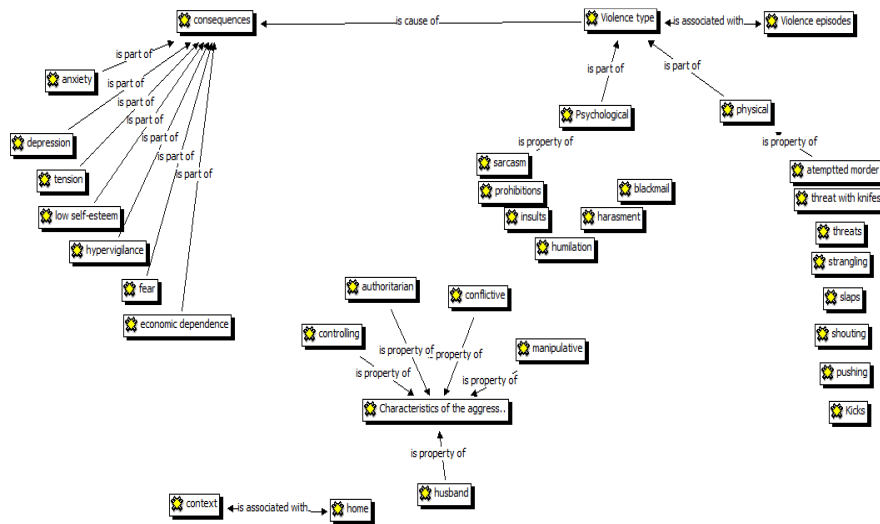 consequences
is cause of
Violence type
is associated with
Violence episodes
is part of
anxiety
is part of
is part of
is part of
is part of
is part of
is part of
depression
tension
low self-esteem
hypervigilance
fear
economic dependence
is part of
is part of
Psychological
physical
is property of
is property of
sarcasm
prohibitions
blackmail
insults
harasment
humilation
atemptted morder
threat with knifes
threats
strangling
slaps
shouting
pushing
Kicks
authoritarian
conflictive
controlling
manipulative
is property of
is property of
is property of
is property of
Characteristics of the aggress..
is property of
husband
context
is associated with
home